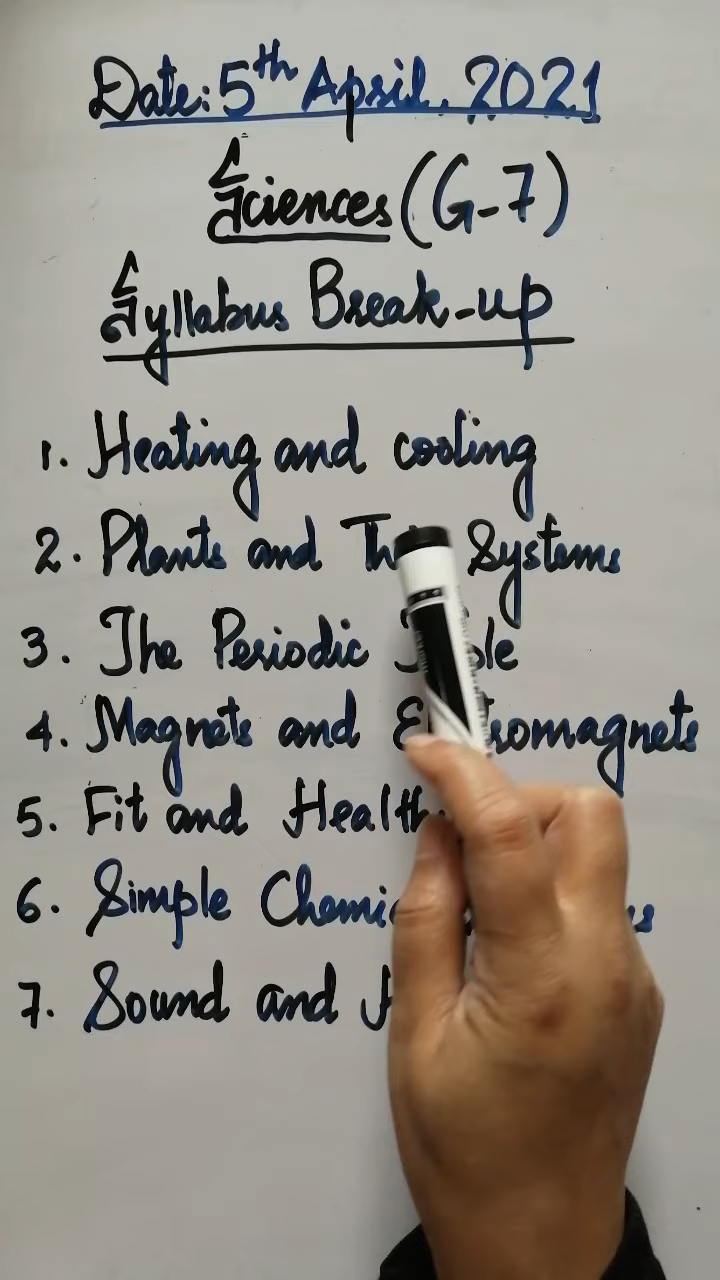 Date: 5th April, 2021
Sciences (G-7)
Syllabus Break-up
1. Heating and cooling
2. Plants and Systems
3. The Periodic
4. Magnets and Electromagnets
5. Fit and
6. Simple
7. Sound and